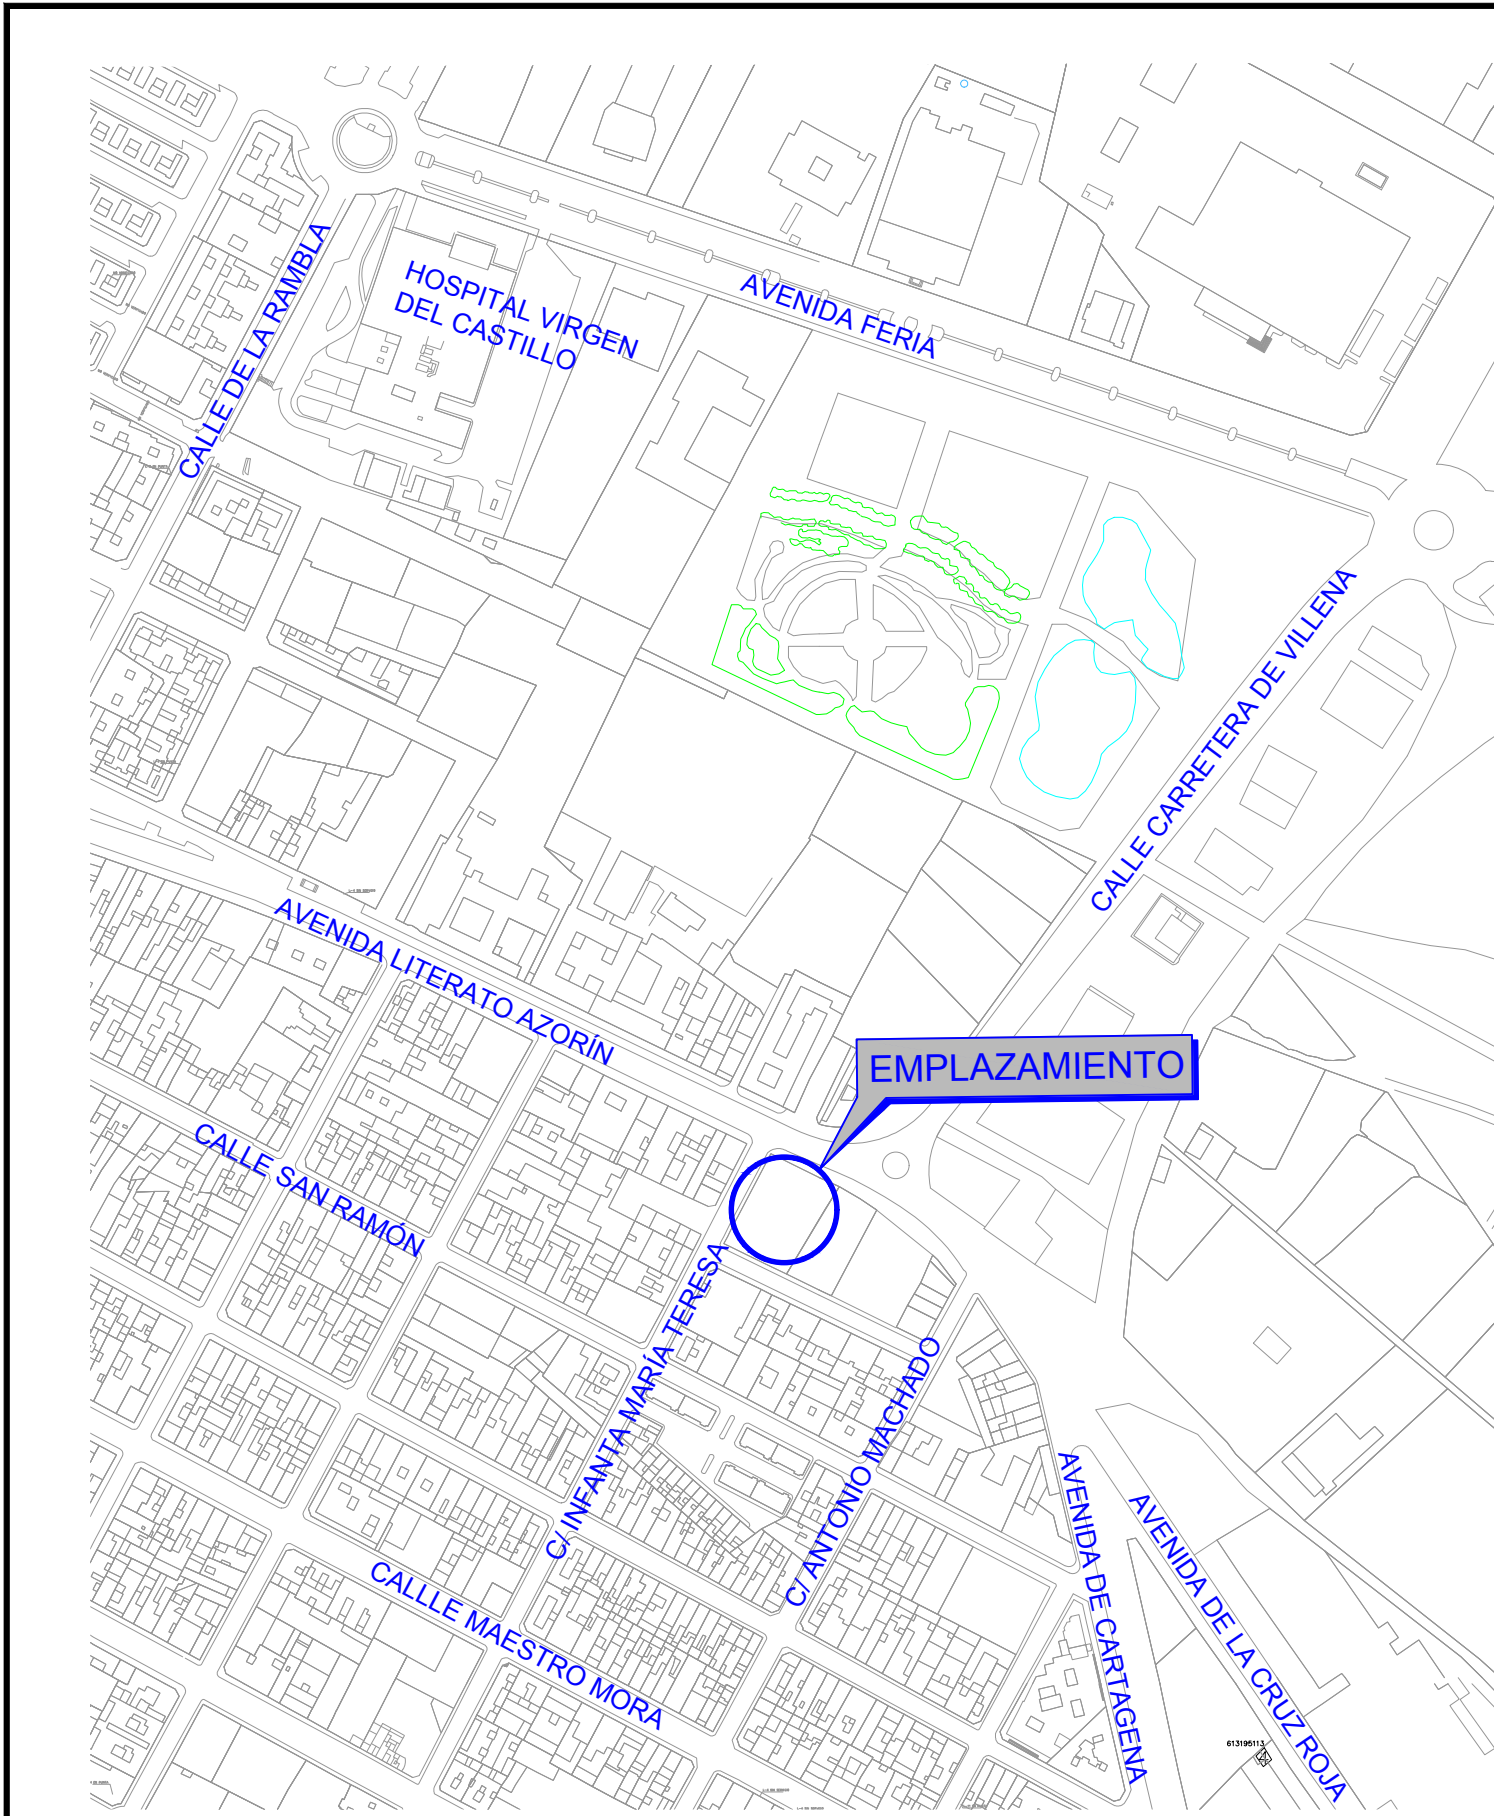 CALLE DE LA RAMBLA
HOSPITAL VIRGEN
DEL CASTILLO
AVENIDA FERIA
CALLE CARRETERA DE VILLENA
AVENIDA LITERATO AZORÍN
EMPLAZAMIENTO
CALLE SAN RAMÓN
C/ INFANTA MARÍA TERESA
C/ ANTONIO MACHADO
CALLLE MAESTRO MORA
AVENIDA DE CARTAGENA
AVENIDA DE LA CRUZ ROJA
613195113